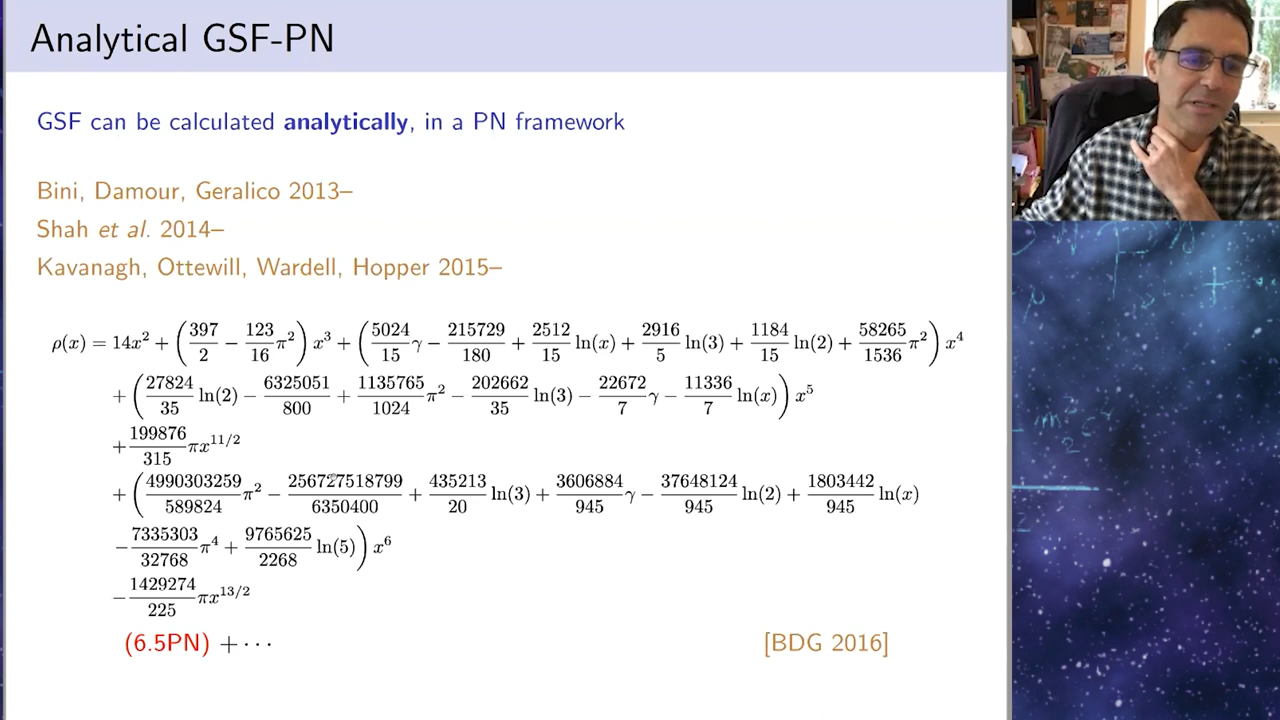 Analytical GSF-PN
GSF can be calculated analytically, in a PN framework
Bini, Damour, Geralico 2013–
Shah et al. 2014–
Kavanagh, Ottewill, Wardell, Hopper 2015–
ρ(x) = 14x² + (397/2 − 123/16 π²) x³ + (5024/15 γ − 215729/180 + 2512/15 ln(x) + 2916/5 ln(3) + 1184/15 ln(2) + 58265/1536 π²) x⁴
+ (27824/35 ln(2) − 6325051/800 + 1135765/1024 π² − 202662/35 ln(3) − 22672/7 γ − 11336/7 ln(x)) x⁵
+ 199876/315 πx^{11/2}
+ (4990303259/589824 π² − 256727518799/6350400 + 435213/20 ln(3) + 3606884/945 γ − 37648124/945 ln(2) + 1803442/945 ln(x)
− 7335303/32768 π⁴ + 9765625/2268 ln(5)) x⁶
− 1429274/225 πx^{13/2}
(6.5PN) + ···
[BDG 2016]